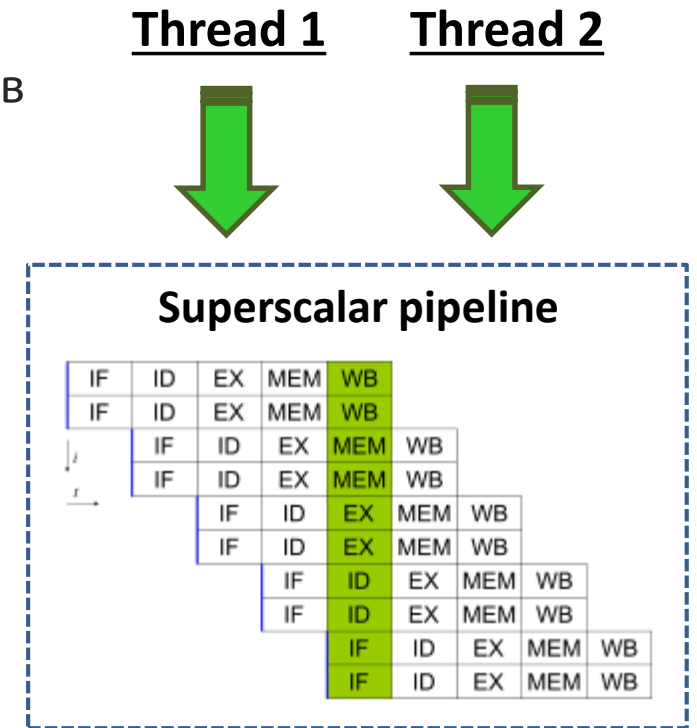 Thread 1 Thread 2
B
Superscalar pipeline
IF ID EX MEM WB
IF ID EX MEM WB
IF ID EX MEM WB
IF ID EX MEM WB
i
t
IF ID EX MEM WB
IF ID EX MEM WB
IF ID EX MEM WB
IF ID EX MEM WB
IF ID EX MEM WB
IF ID EX MEM WB